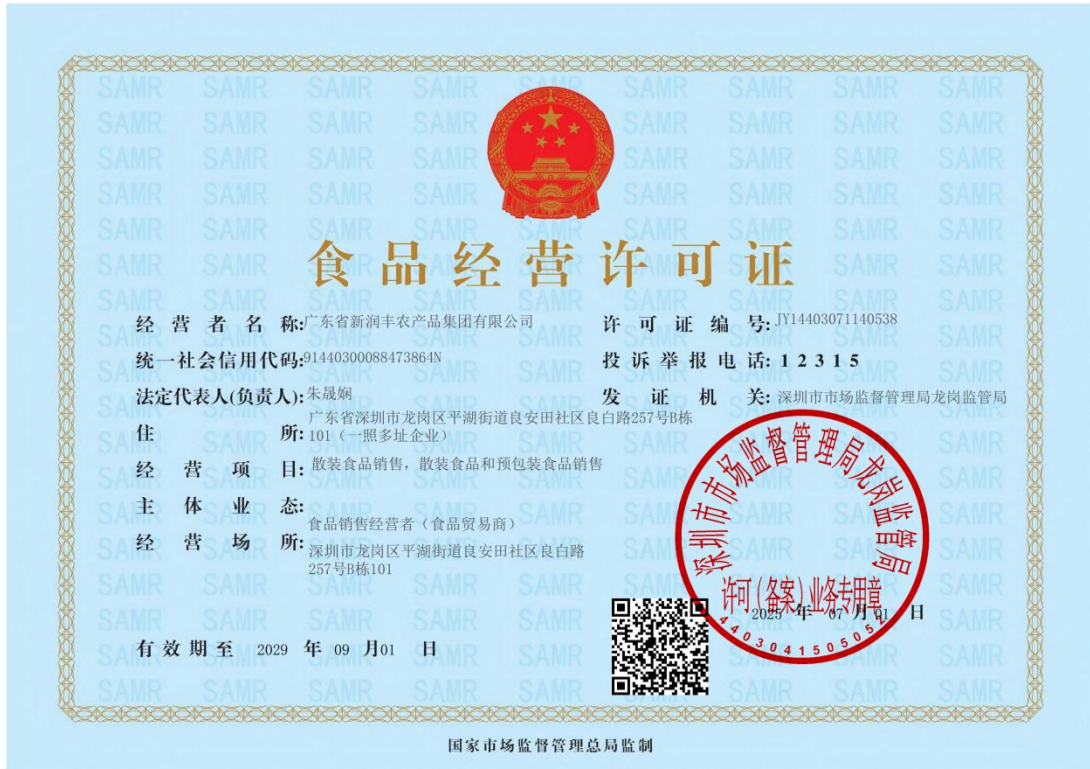 食品经营许可证
经营者名称:广东省新润丰农产品集团有限公司
许可证编号:JY14403071140538
统一社会信用代码:91440300088473864N
投诉举报电话:12315
法定代表人(负责人):朱晟娴
发证机关:深圳市市场监督管理局龙岗监管局
住所:广东省深圳市龙岗区平湖街道良安田社区良白路257号B栋
101（一照多址企业）
经营项目:散装食品销售，散装食品和预包装食品销售
主体业态:食品销售经营者（食品贸易商）
经营场所:深圳市龙岗区平湖街道良安田社区良白路
257号B栋101
深圳市市场监督管理局龙岗监管局
许可(备案)业务专用章
2025年07月01日
有效期至 2029 年 09 月01 日
国家市场监督管理总局监制